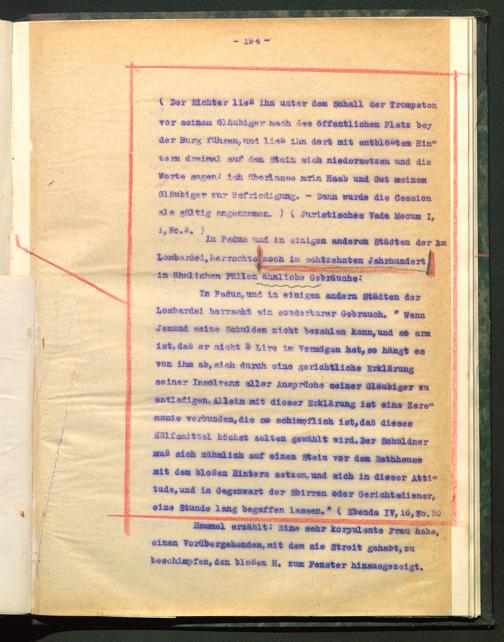 - 194 -
( Der Richter ließ ihn unter dem Schall der Trompeten
vor seinem Gläubiger nach des öffentlichen Platz bey
der Burg führen,und ließ ihn dort mit entblößtem Hin=
tern dreimal auf den Stein sich niedersetzen und die
Worte sagen: ich überlasse mein Haab und Gut meinem
Gläubiger zur Befriedigung. - Dann wurde die Cession
als gültig angenommen. ) ( Juristisches Vade Mecum I,
1,No.8. )
In Padua und in einigen anderen Städten der
Lombardei, herrschte noch im achtzehnten Jahrhundert
in ähnlichen Fällen ähnliche Gebräuche:
In Padua,und in einigen andern Städten der
Lombardei herrscht ein sonderbarer Gebrauch. " Wenn
Jemand seine Schulden nicht bezahlen kann,und so arm
ist,daß er nicht 5 Lire im Vermögen hat,so hängt es
von ihm ab,sich durch eine gerichtliche Erklärung
seiner Insolvenz aller Ansprüche seiner Gläubiger zu
entledigen.Allein mit dieser Erklärung ist eine Zere=
monie verbunden,die so schimpflich ist,daß dieses
Hülfsmittel höchst selten gewählt wird.Der Schuldner
muß sich nähmlich auf einen Stein vor dem Rathhause
mit dem bloßen Hintern setzen,und sich in dieser Atti=
tude,und in Gegenwart der Sbirren oder Gerichtsdiener,
eine Stunde lang begaffen lassen." ( Ebenda IV,16,No.30
Hommel erzählt: Eine sehr korpulente Frau habe,
einen Vorübergehenden,mit dem sie Streit gehabt,zu
beschimpfen,den bloßen H. zum Fenster hinausgezeigt.